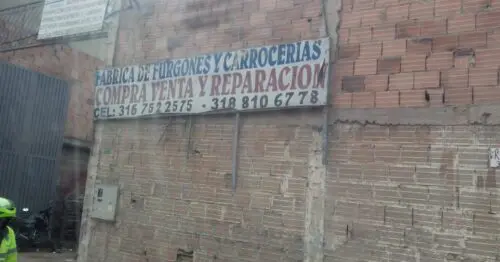 FABRICA DE FURGONES Y CARROCERIAS
COMPRA VENTA Y REPARACION
CEL: 316 752 2575 - 318 810 67 78